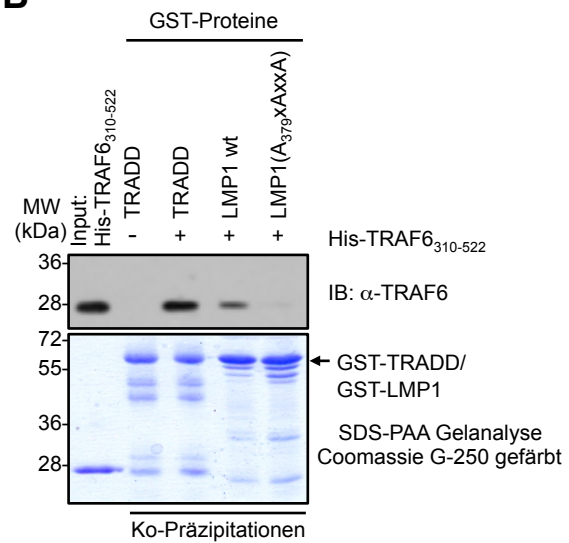 GST-Proteine
Input:
His-TRAF6310-522
TRADD
TRADD
LMP1 wt
LMP1(A379xAxxA)
MW
(kDa)
- + + + His-TRAF6310-522
36-
28-
IB: α-TRAF6
72-
55-
36-
28-
GST-TRADD/
GST-LMP1
SDS-PAA Gelanalyse
Coomassie G-250 gefärbt
Ko-Präzipitationen